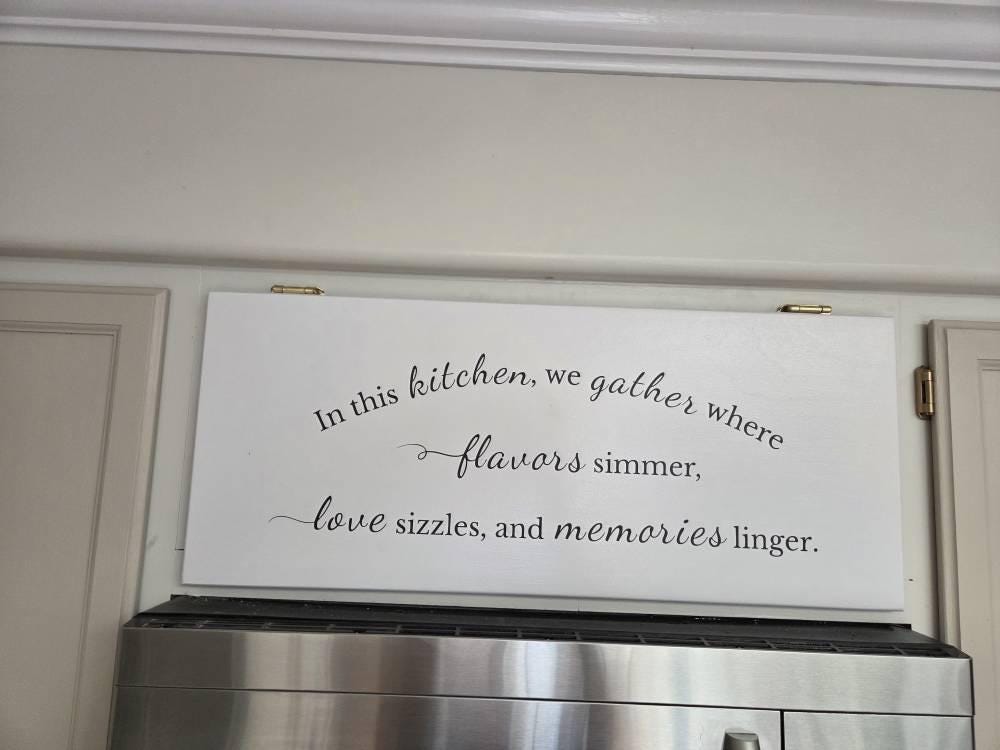 In this kitchen, we gather where
flavors simmer,
love sizzles, and memories linger.